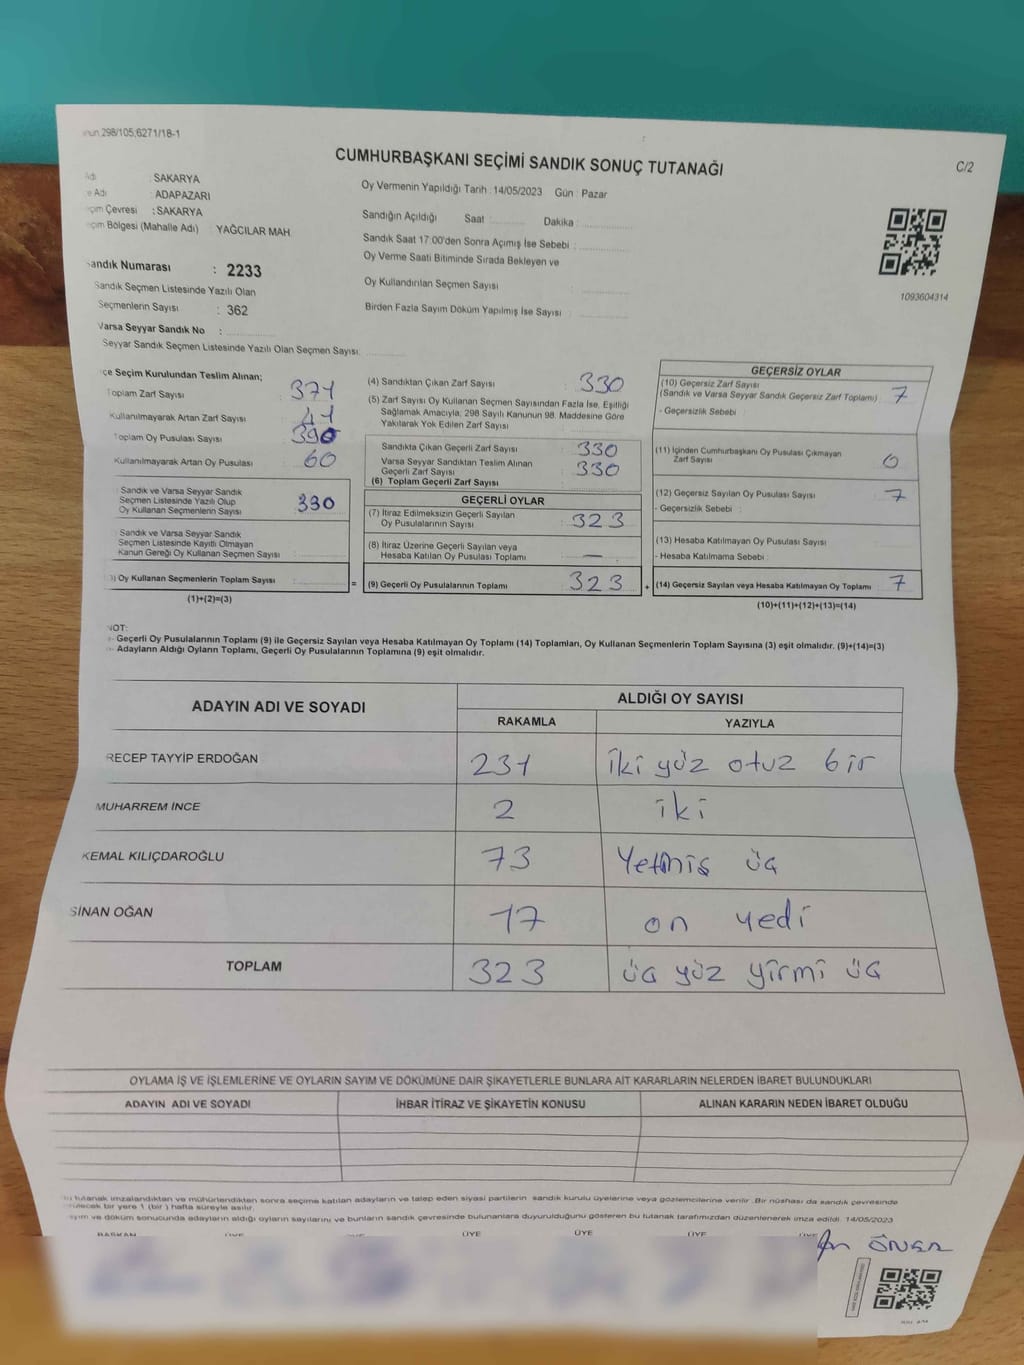 298/105;6271/18-1
C/2
CUMHURBAŞKANI SEÇİMİ SANDIK SONUÇ TUTANAĞI
: SAKARYA
Adı : ADAPAZARI
Çevresi : SAKARYA
Bölgesi (Mahalle Adı) YAĞCILAR MAH.
Sandık Numarası : 2233
Sandık Seçmen Listesinde Yazılı Olan
Seçmenlerin Sayısı : 362
Varsa Seyyar Sandık No :
Seyyar Sandık Seçmen Listesinde Yazılı Olan Seçmen Sayısı:
Oy Vermenin Yapıldığı Tarih : 14/05/2023 Gün : Pazar
Sandığın Açıldığı Saat : Dakika :
Sandık Saat 17:00'den Sonra Açımış İse Sebebi :
Oy Verme Saati Bitiminde Sırada Bekleyen ve
Oy Kullandırılan Seçmen Sayısı :
Birden Fazla Sayım Döküm Yapılmış İse Sayısı :
1093604314
Seçim Kurulundan Teslim Alınan;
Toplam Zarf Sayısı 371
Kullanılmayarak Artan Zarf Sayısı 41
Toplam Oy Pusulası Sayısı 390
Kullanılmayarak Artan Oy Pusulası 60
Sandık ve Varsa Seyyar Sandık
Seçmen Listesinde Yazılı Olup
Oy Kullanan Seçmenlerin Sayısı 330
Sandık ve Varsa Seyyar Sandık
Seçmen Listesinde Kayıtlı Olmayan
Kanun Gereği Oy Kullanan Seçmen Sayısı :
) Oy Kullanan Seçmenlerin Toplam Sayısı :
(1)+(2)=(3)
=
(4) Sandıktan Çıkan Zarf Sayısı : 330
(5) Zarf Sayısı Oy Kullanan Seçmen Sayısından Fazla İse, Eşitliği
Sağlamak Amacıyla, 298 Sayılı Kanunun 98. Maddesine Göre
Yakılarak Yok Edilen Zarf Sayısı :
Sandıkta Çıkan Geçerli Zarf Sayısı : 330
Varsa Seyyar Sandıktan Teslim Alınan
Geçerli Zarf Sayısı : 330
(6) Toplam Geçerli Zarf Sayısı :
GEÇERLİ OYLAR
(7) İtiraz Edilmeksizin Geçerli Sayılan
Oy Pusulalarının Sayısı : 323
(8) İtiraz Üzerine Geçerli Sayılan veya
Hesaba Katılan Oy Pusulası Toplamı : —
(9) Geçerli Oy Pusulalarının Toplamı 323
+
GEÇERSİZ OYLAR
(10) Geçersiz Zarf Sayısı
(Sandık ve Varsa Seyyar Sandık Geçersiz Zarf Toplamı) : 7
- Geçersizlik Sebebi :
(11) İçinden Cumhurbaşkanı Oy Pusulası Çıkmayan
Zarf Sayısı : 0
(12) Geçersiz Sayılan Oy Pusulası Sayısı : 7
- Geçersizlik Sebebi :
(13) Hesaba Katılmayan Oy Pusulası Sayısı :
- Hesaba Katılmama Sebebi :
(14) Geçersiz Sayılan veya Hesaba Katılmayan Oy Toplamı : 7
(10)+(11)+(12)+(13)=(14)
NOT:
- Geçerli Oy Pusulalarının Toplamı (9) ile Geçersiz Sayılan veya Hesaba Katılmayan Oy Toplamı (14) Toplamları, Oy Kullanan Seçmenlerin Toplam Sayısına (3) eşit olmalıdır. (9)+(14)=(3)
- Adayların Aldığı Oyların Toplamı, Geçerli Oy Pusulalarının Toplamına (9) eşit olmalıdır.
ADAYIN ADI VE SOYADI
ALDIĞI OY SAYISI
RAKAMLA YAZIYLA
RECEP TAYYİP ERDOĞAN 231 iki yüz otuz bir
MUHARREM İNCE 2 iki
KEMAL KILIÇDAROĞLU 73 Yetmiş üç
SİNAN OĞAN 17 on yedi
TOPLAM 323 üç yüz yirmi üç
OYLAMA İŞ VE İŞLEMLERİNE VE OYLARIN SAYIM VE DÖKÜMÜNE DAİR ŞİKAYETLERLE BUNLARA AİT KARARLARIN NELERDEN İBARET BULUNDUKLARI
ADAYIN ADI VE SOYADI İHBAR İTİRAZ VE ŞİKAYETİN KONUSU ALINAN KARARIN NEDEN İBARET OLDUĞU
tutanak imzalandıktan ve mühürlendikten sonra seçime katılan adayların ve talep eden siyasi partilerin sandık kurulu üyelerine veya gözlemcilerine verilir. Bir nüshası da sandık çevresinde
bir yere 1 (bir) hafta süreyle asılır.
ve döküm sonucunda adayların aldığı oyların sayılarını ve bunların sandık çevresinde bulunanlara duyurulduğunu gösteren bu tutanak tarafımızdan düzenlenerek imza edildi. 14/05/2023
BAŞKAN ÜYE ÜYE ÜYE ÜYE ÜYE ÜYE
ÖNER